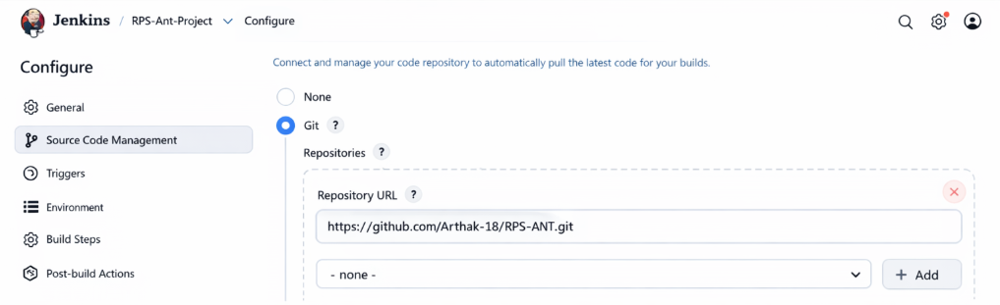 Jenkins / RPS-Ant-Project Configure
Configure
Connect and manage your code repository to automatically pull the latest code for your builds.
General
Source Code Management
Triggers
Environment
Build Steps
Post-build Actions
None
Git ?
Repositories ?
Repository URL ?
https://github.com/Arthak-18/RPS-ANT.git
- none -
+ Add